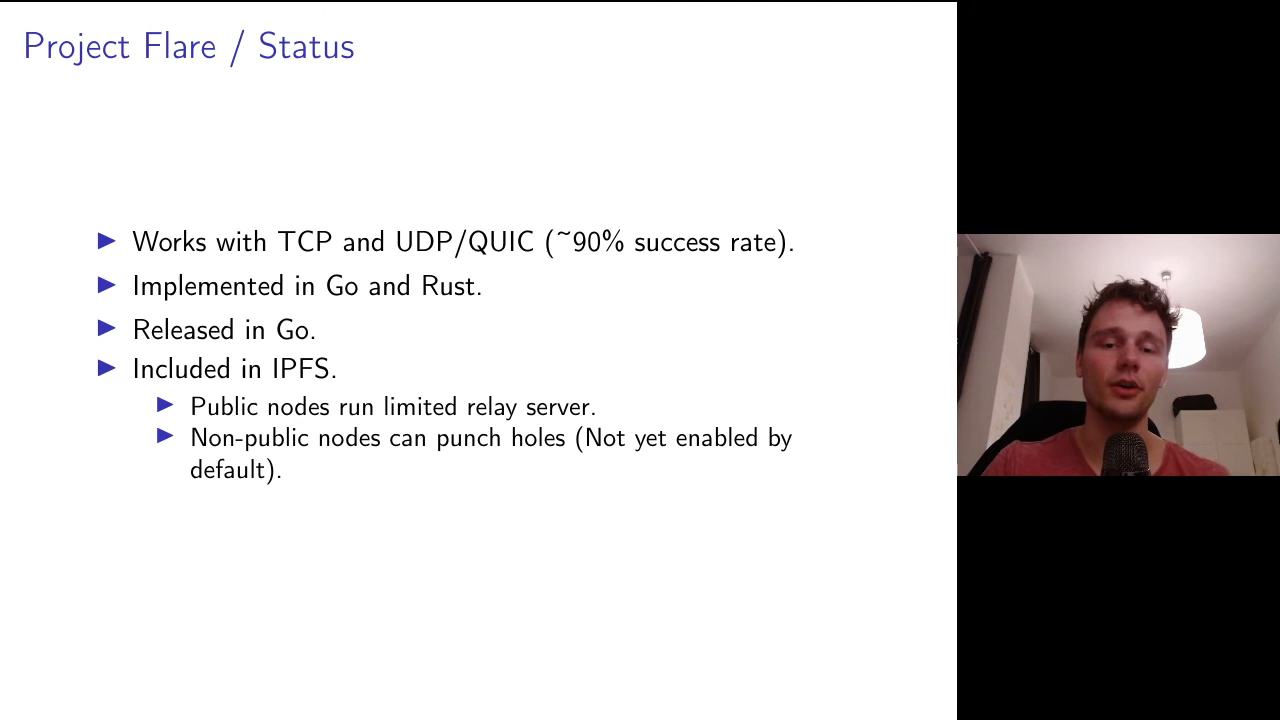 Project Flare / Status
Works with TCP and UDP/QUIC (~90% success rate).
Implemented in Go and Rust.
Released in Go.
Included in IPFS.
Public nodes run limited relay server.
Non-public nodes can punch holes (Not yet enabled by
default).